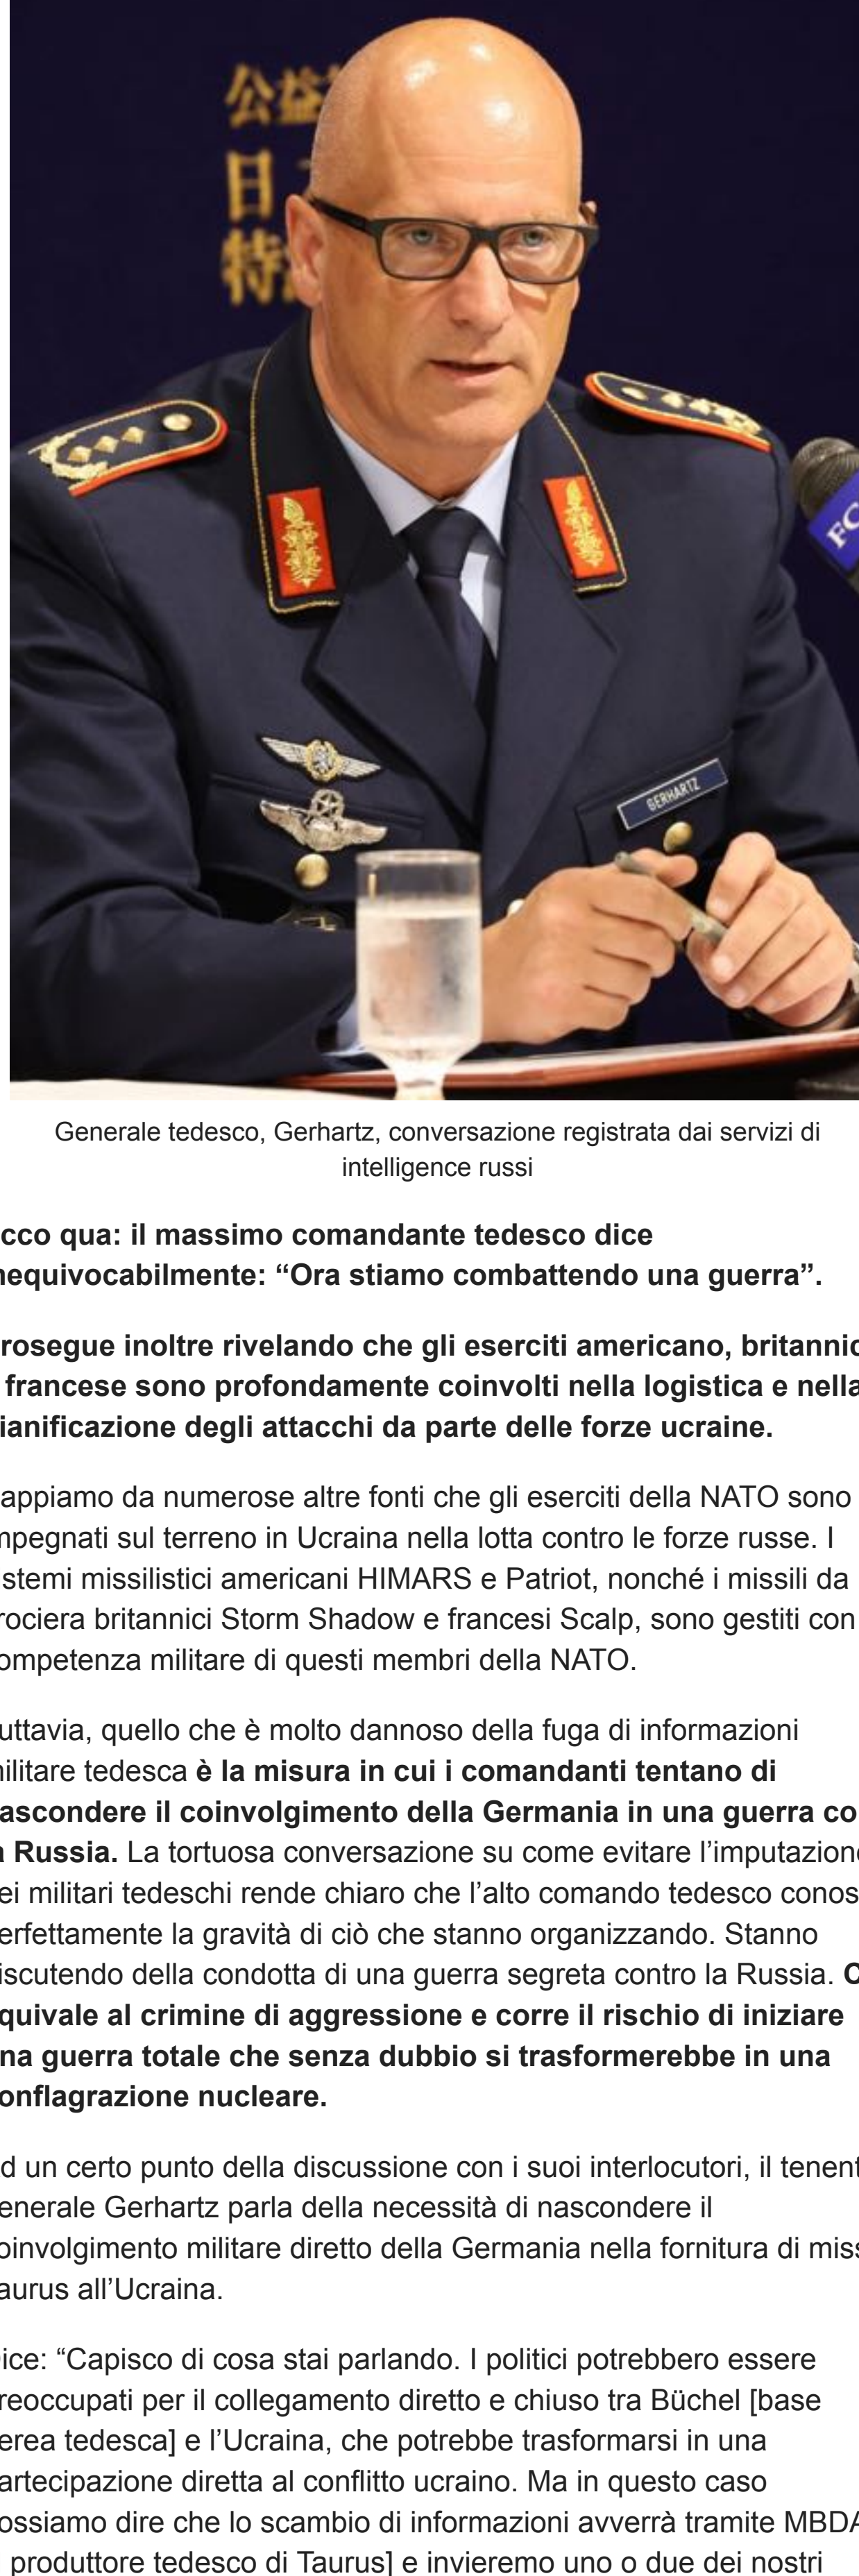 公益
日
特
FC
GERHARTZ
Generale tedesco, Gerhartz, conversazione registrata dai servizi di
intelligence russi
cco qua: il massimo comandante tedesco dice
nequivocabilmente: “Ora stiamo combattendo una guerra”.
rosegue inoltre rivelando che gli eserciti americano, britannic
francese sono profondamente coinvolti nella logistica e nella
ianificazione degli attacchi da parte delle forze ucraine.
appiamo da numerose altre fonti che gli eserciti della NATO sono
mpegnati sul terreno in Ucraina nella lotta contro le forze russe. I
istemi missilistici americani HIMARS e Patriot, nonché i missili da
rociera britannici Storm Shadow e francesi Scalp, sono gestiti con
ompetenza militare di questi membri della NATO.
uttavia, quello che è molto dannoso della fuga di informazioni
militare tedesca è la misura in cui i comandanti tentano di
ascondere il coinvolgimento della Germania in una guerra co
a Russia. La tortuosa conversazione su come evitare l’imputazione
ei militari tedeschi rende chiaro che l’alto comando tedesco conos
erfettamente la gravità di ciò che stanno organizzando. Stanno
iscutendo della condotta di una guerra segreta contro la Russia. C
quivale al crimine di aggressione e corre il rischio di iniziare
na guerra totale che senza dubbio si trasformerebbe in una
onflagrazione nucleare.
d un certo punto della discussione con i suoi interlocutori, il tenent
enerale Gerhartz parla della necessità di nascondere il
oinvolgimento militare diretto della Germania nella fornitura di miss
aurus all’Ucraina.
ice: “Capisco di cosa stai parlando. I politici potrebbero essere
reoccupati per il collegamento diretto e chiuso tra Büchel [base
erea tedesca] e l’Ucraina, che potrebbe trasformarsi in una
artecipazione diretta al conflitto ucraino. Ma in questo caso
ossiamo dire che lo scambio di informazioni avverrà tramite MBDA
produttore tedesco di Taurus] e invieremo uno o due dei nostri